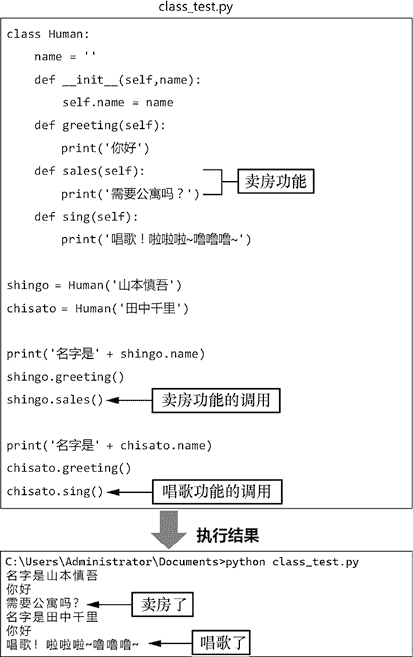 class_test.py
class Human:
name = ''
def __init__(self,name):
self.name = name
def greeting(self):
print('你好')
def sales(self):
print('需要公寓吗？')
卖房功能
def sing(self):
print('唱歌！啦啦啦~噜噜噜~')
shingo = Human('山本慎吾')
chisato = Human('田中千里')
print('名字是' + shingo.name)
shingo.greeting()
shingo.sales() 卖房功能的调用
print('名字是' + chisato.name)
chisato.greeting()
chisato.sing() 唱歌功能的调用
执行结果
C:\Users\Administrator\Documents>python class_test.py
名字是山本慎吾
你好
需要公寓吗？ 卖房了
名字是田中千里
你好
唱歌！啦啦啦~噜噜噜~ 唱歌了